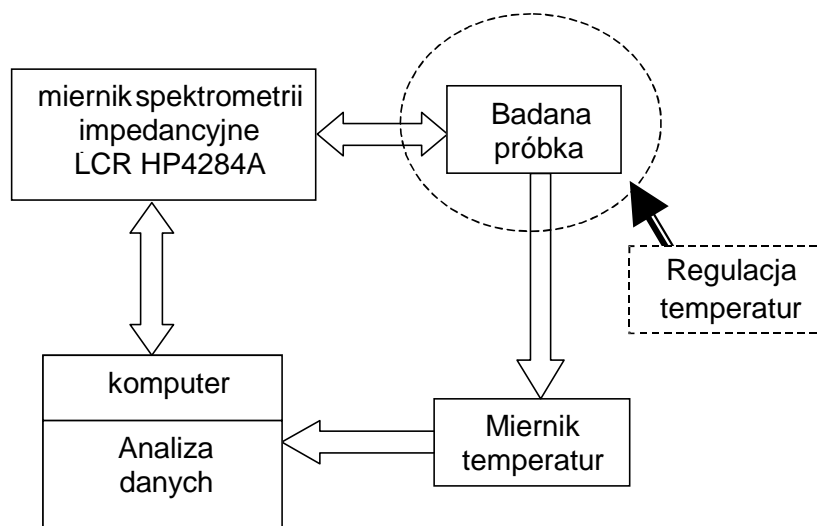 miernik spektrometrii
impedancyjne
LCR HP4284A
Badana
próbka
Regulacja
temperatur
komputer
Analiza
danych
Miernik
temperatur